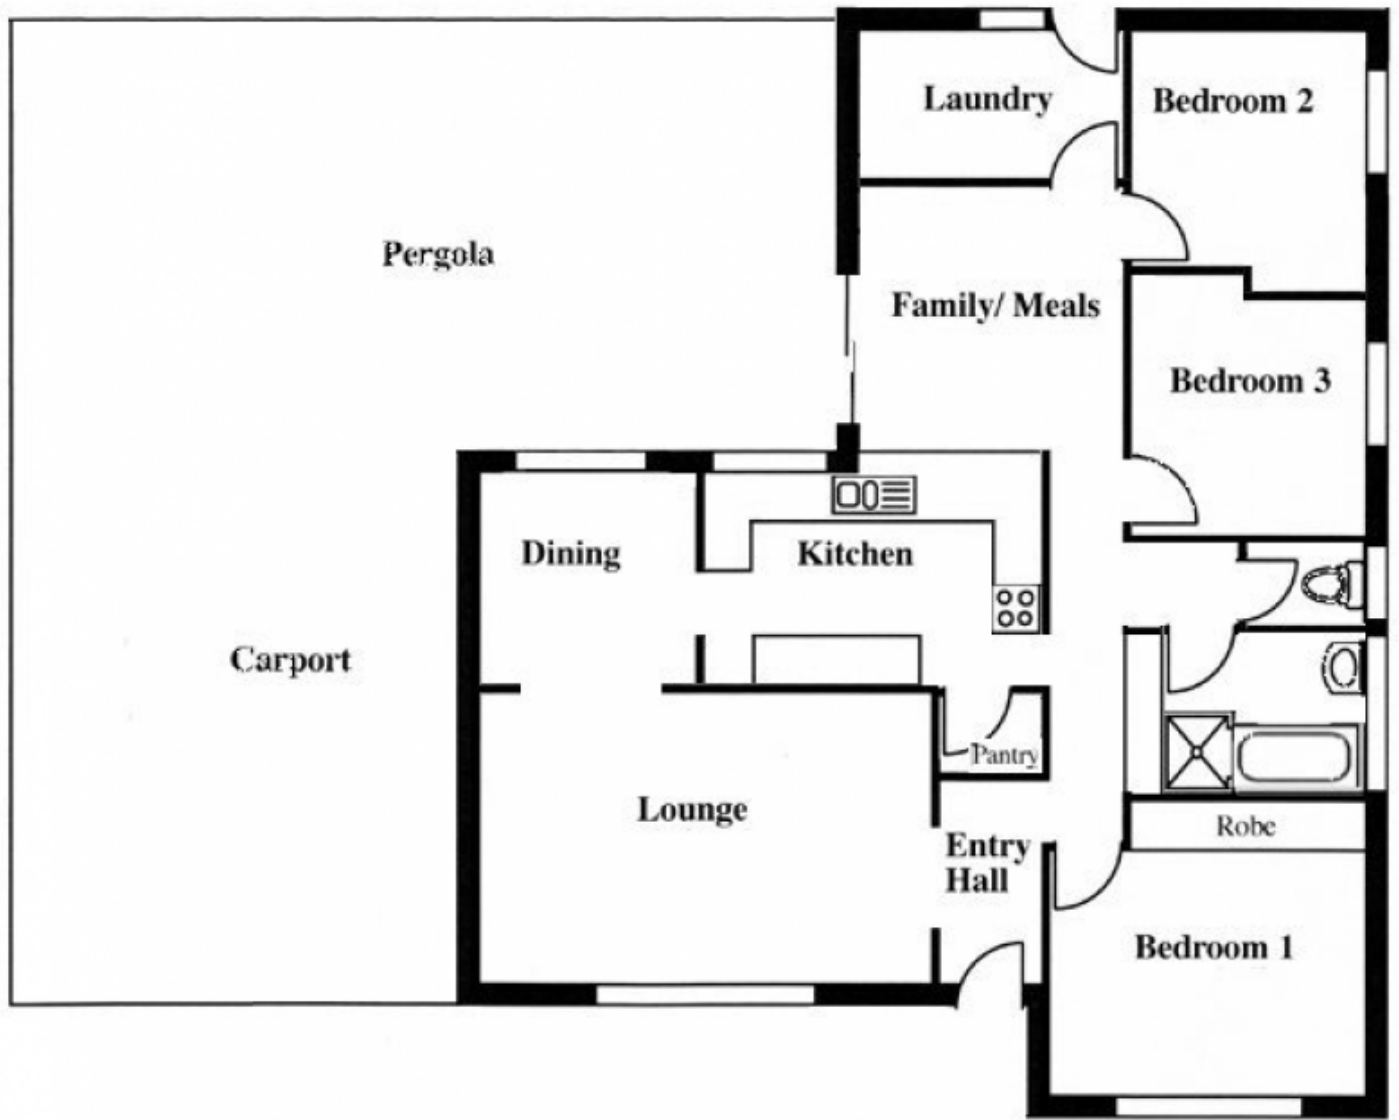 Laundry
Bedroom 2
Pergola
Family/ Meals
Bedroom 3
Dining
Kitchen
Carport
Pantry
Lounge
Robe
Entry
Hall
Bedroom 1